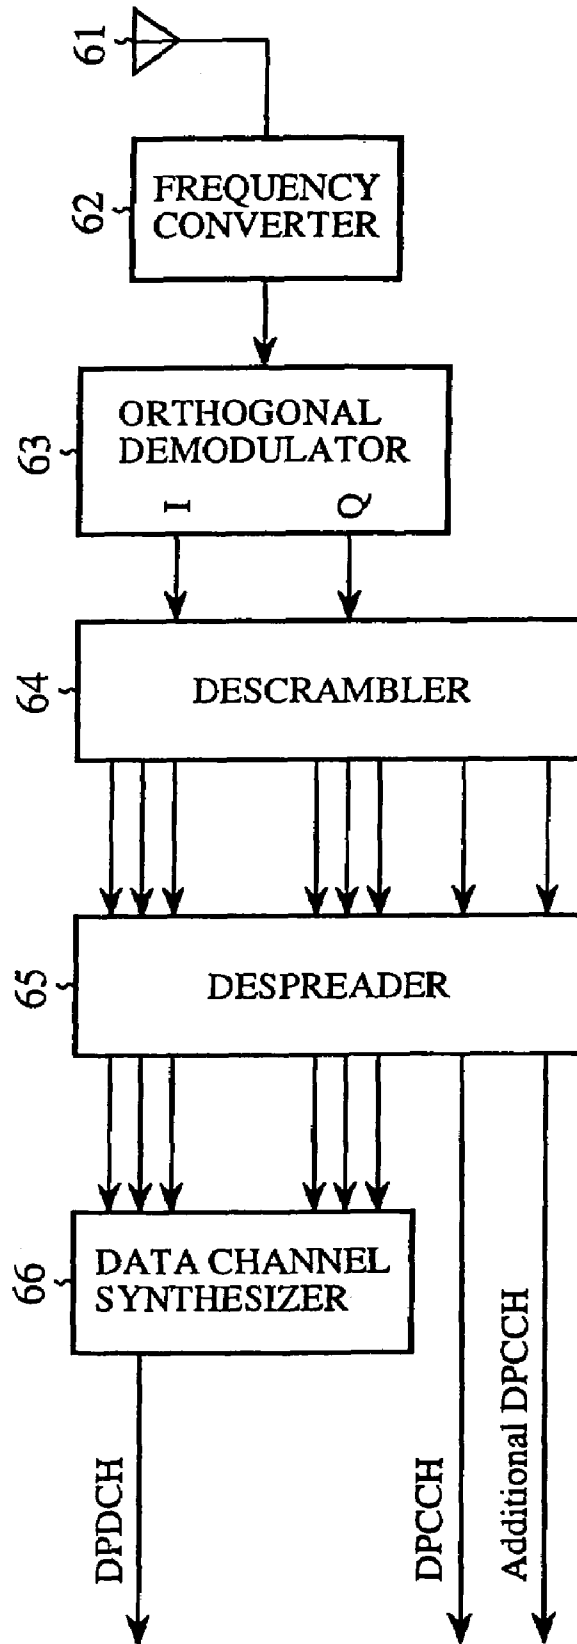 61
62
FREQUENCY
CONVERTER
63
ORTHOGONAL
DEMODULATOR
I
Q
64
DESCRAMBLER
65
DESPREADER
66
DATA CHANNEL
SYNTHESIZER
DPDCH
DPCCH
Additional DPCCH